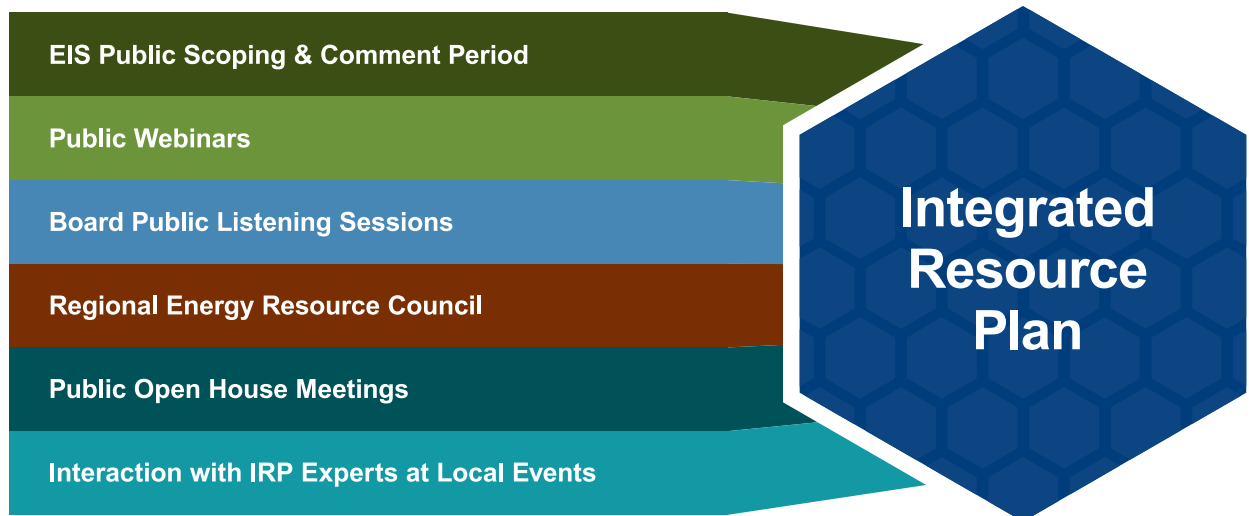 EIS Public Scoping & Comment Period
Public Webinars
Board Public Listening Sessions
Regional Energy Resource Council
Public Open House Meetings
Interaction with IRP Experts at Local Events
Integrated
Resource
Plan